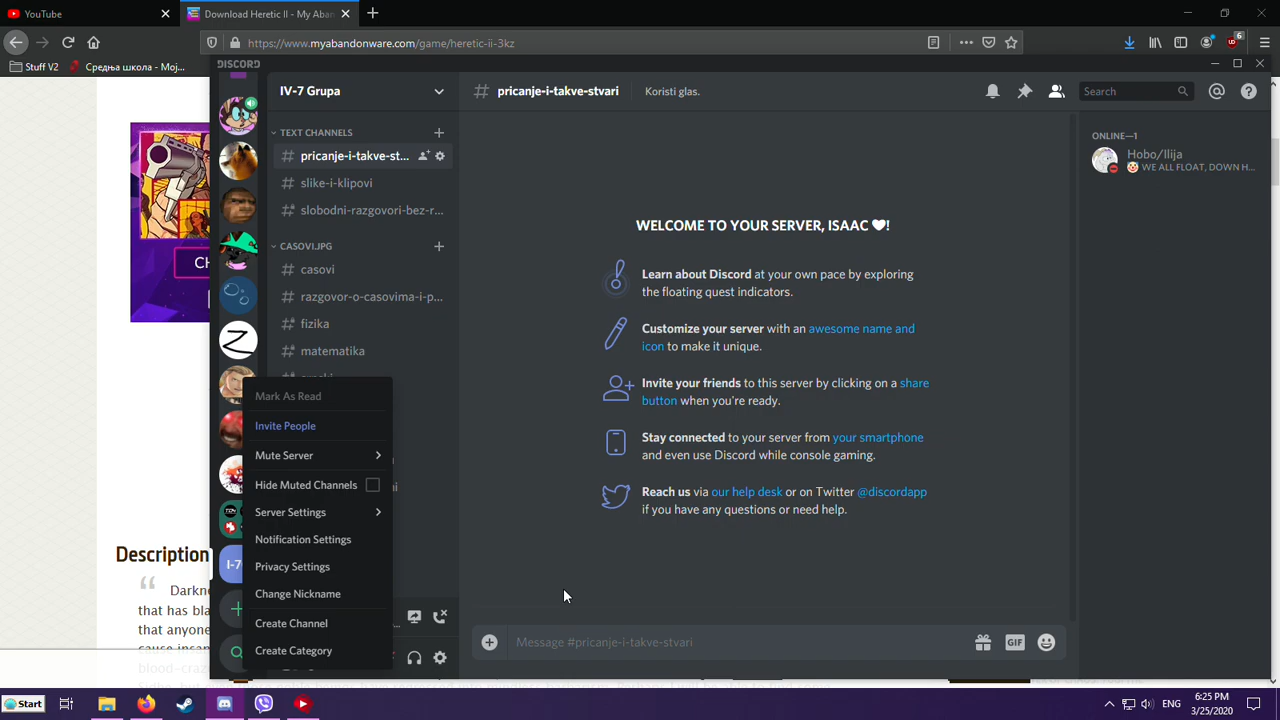 YouTube
Download Heretic II - My Aban
6
https://www.myabandonware.com/game/heretic-ii-3kz
Stuff V2
Средња школа - Мој...
DISCORD
IV-7 Grupa
# pricanje-i-takve-stvari
Koristi glas.
Search
TEXT CHANNELS
pricanje-i-takve-st...
slike-i-klipovi
slobodni-razgovori-bez-r...
CASOVI.JPG
casovi
razgovor-o-casovima-i-p...
fizika
matematika
ONLINE—1
Hobo/Ilija
WE ALL FLOAT, DOWN H...
WELCOME TO YOUR SERVER, ISAAC 🖤!
Learn about Discord at your own pace by exploring
the floating quest indicators.
Customize your server with an awesome name and
icon to make it unique.
Invite your friends to this server by clicking on a share
button when you're ready.
Stay connected to your server from your smartphone
and even use Discord while console gaming.
Reach us via our help desk or on Twitter @discordapp
if you have any questions or need help.
CH
Z
Mark As Read
Invite People
Mute Server
Hide Muted Channels
Server Settings
Notification Settings
Privacy Settings
Change Nickname
Create Channel
Create Category
I-7
Description
Darkn
that has bla
that anyone
cause insan
blood-craz
Message #pricanje-i-takve-stvari
GIF
Start
ENG
6:25 PM
3/25/2020